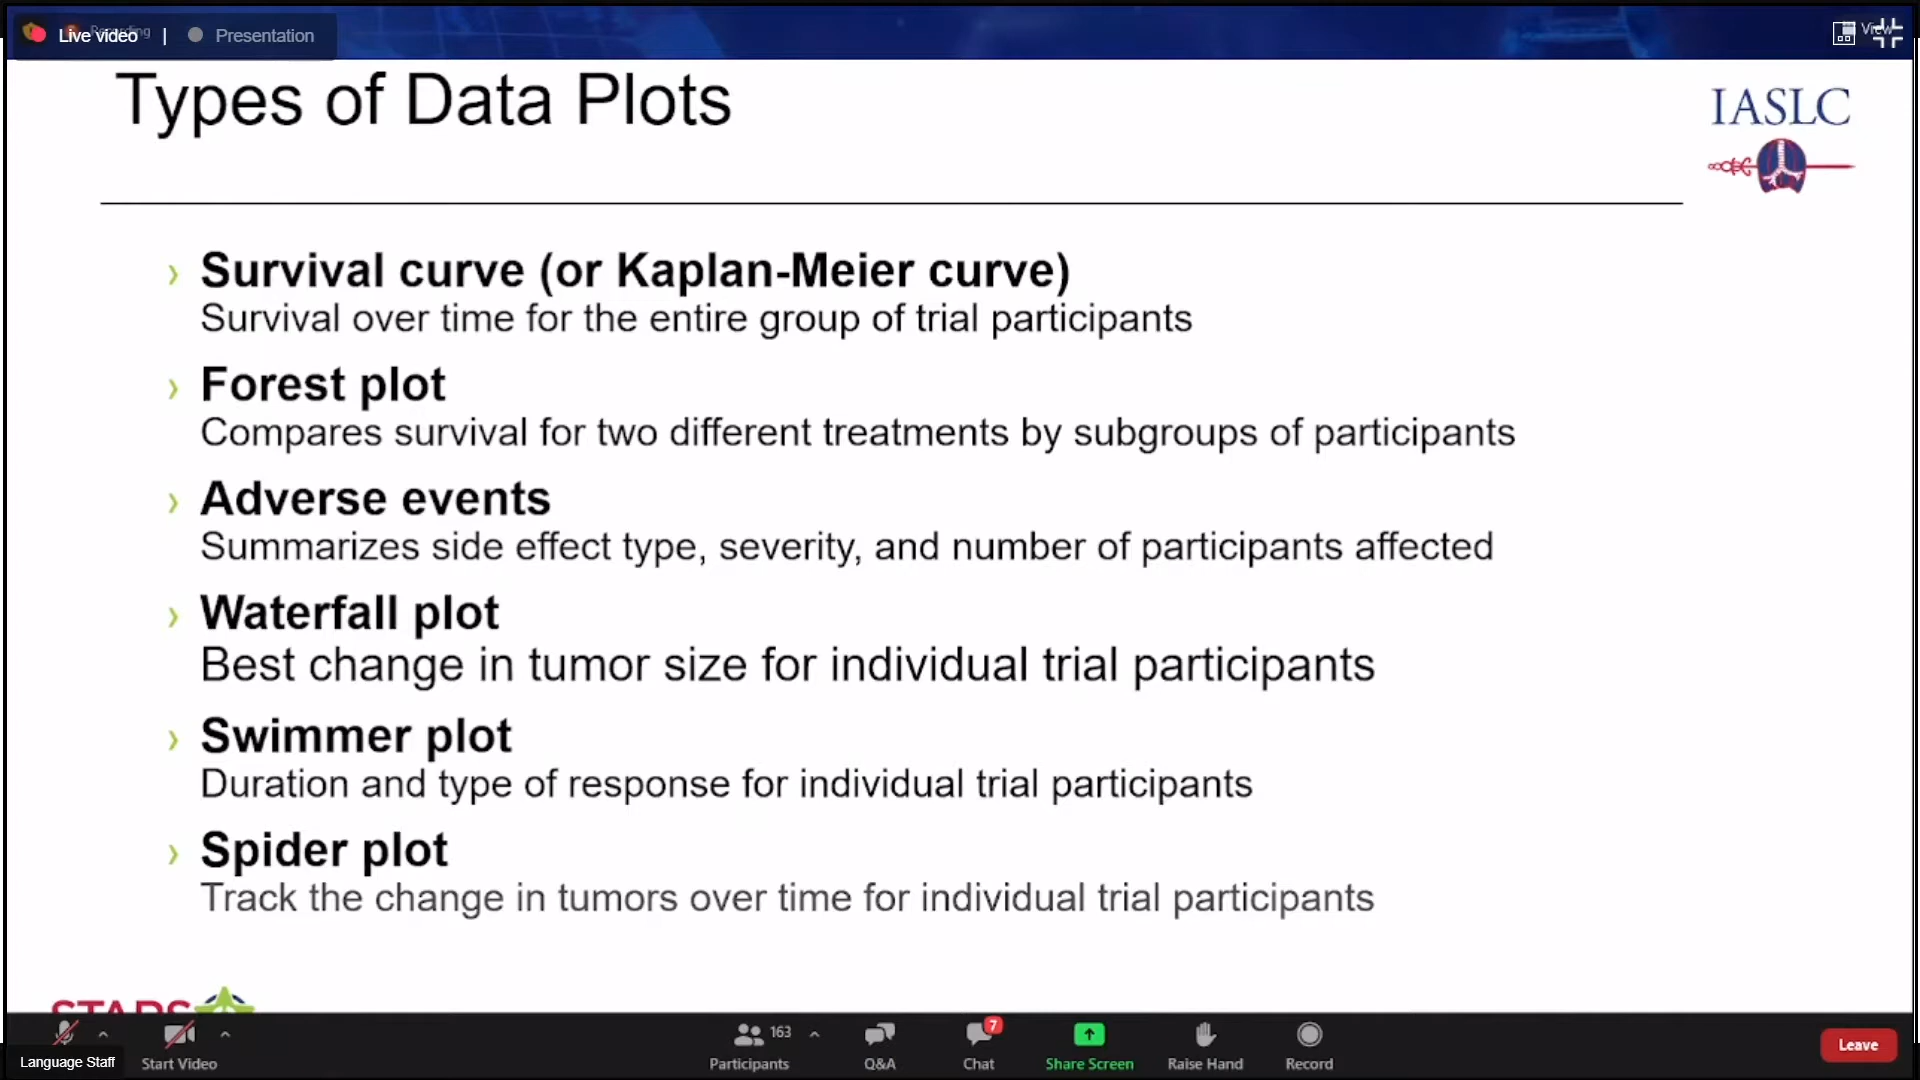 Live video | Presentation
View
Types of Data Plots
IASLC
Survival curve (or Kaplan-Meier curve)
Survival over time for the entire group of trial participants
Forest plot
Compares survival for two different treatments by subgroups of participants
Adverse events
Summarizes side effect type, severity, and number of participants affected
Waterfall plot
Best change in tumor size for individual trial participants
Swimmer plot
Duration and type of response for individual trial participants
Spider plot
Track the change in tumors over time for individual trial participants
STARS
163
7
Language Staff
Start Video
Participants
Q&A
Chat
Share Screen
Raise Hand
Record
Leave